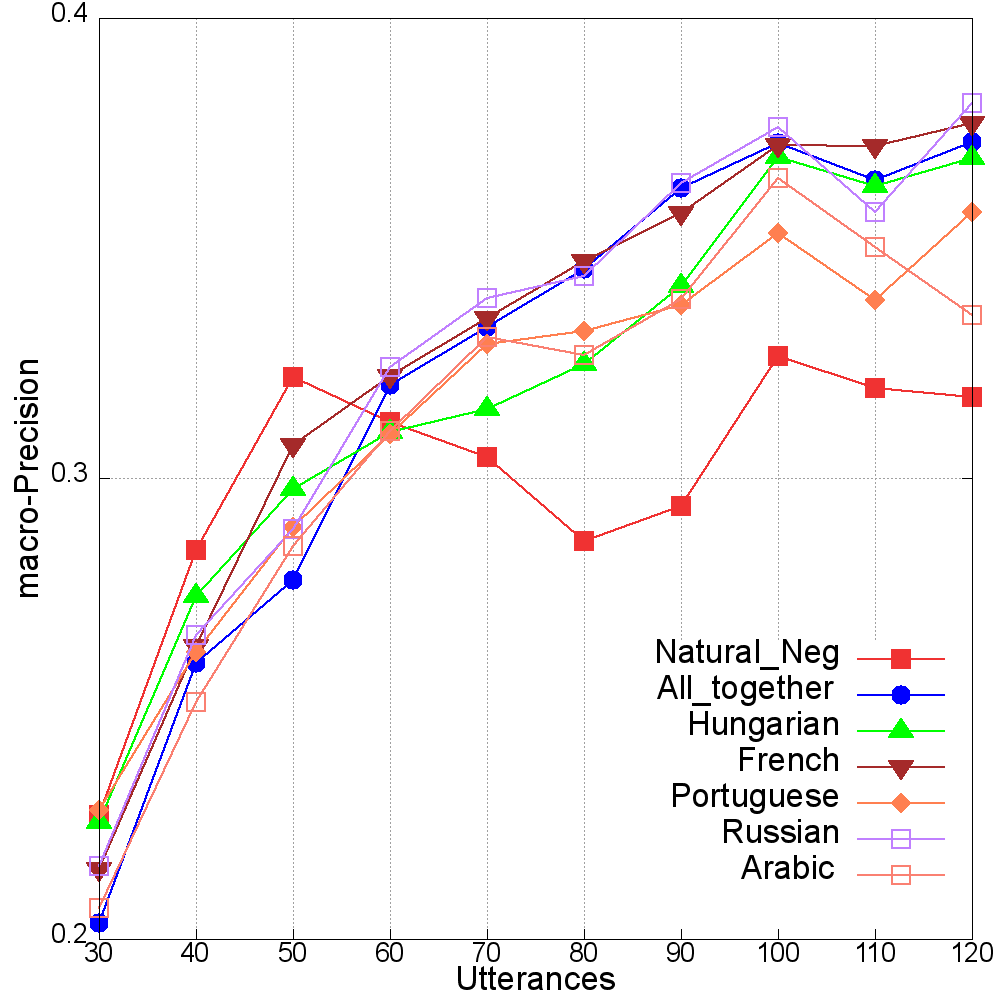 0.4
0.3
0.2
macro-Precision
Natural_Neg
All_together
Hungarian
French
Portuguese
Russian
Arabic
30 40 50 60 70 80 90 100 110 120
Utterances